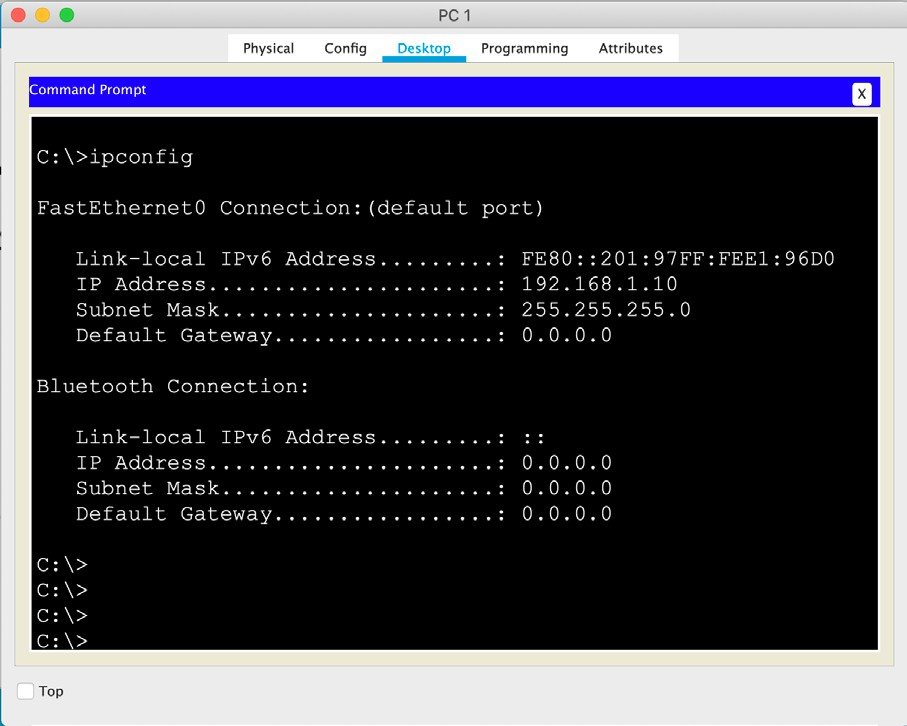 PC 1
Physical Config Desktop Programming Attributes
Command Prompt
X
C:\>ipconfig
FastEthernet0 Connection:(default port)
Link-local IPv6 Address.........: FE80::201:97FF:FEE1:96D0
IP Address......................: 192.168.1.10
Subnet Mask.....................: 255.255.255.0
Default Gateway.................: 0.0.0.0
Bluetooth Connection:
Link-local IPv6 Address.........: ::
IP Address......................: 0.0.0.0
Subnet Mask.....................: 0.0.0.0
Default Gateway.................: 0.0.0.0
C:\>
C:\>
C:\>
C:\>
Top